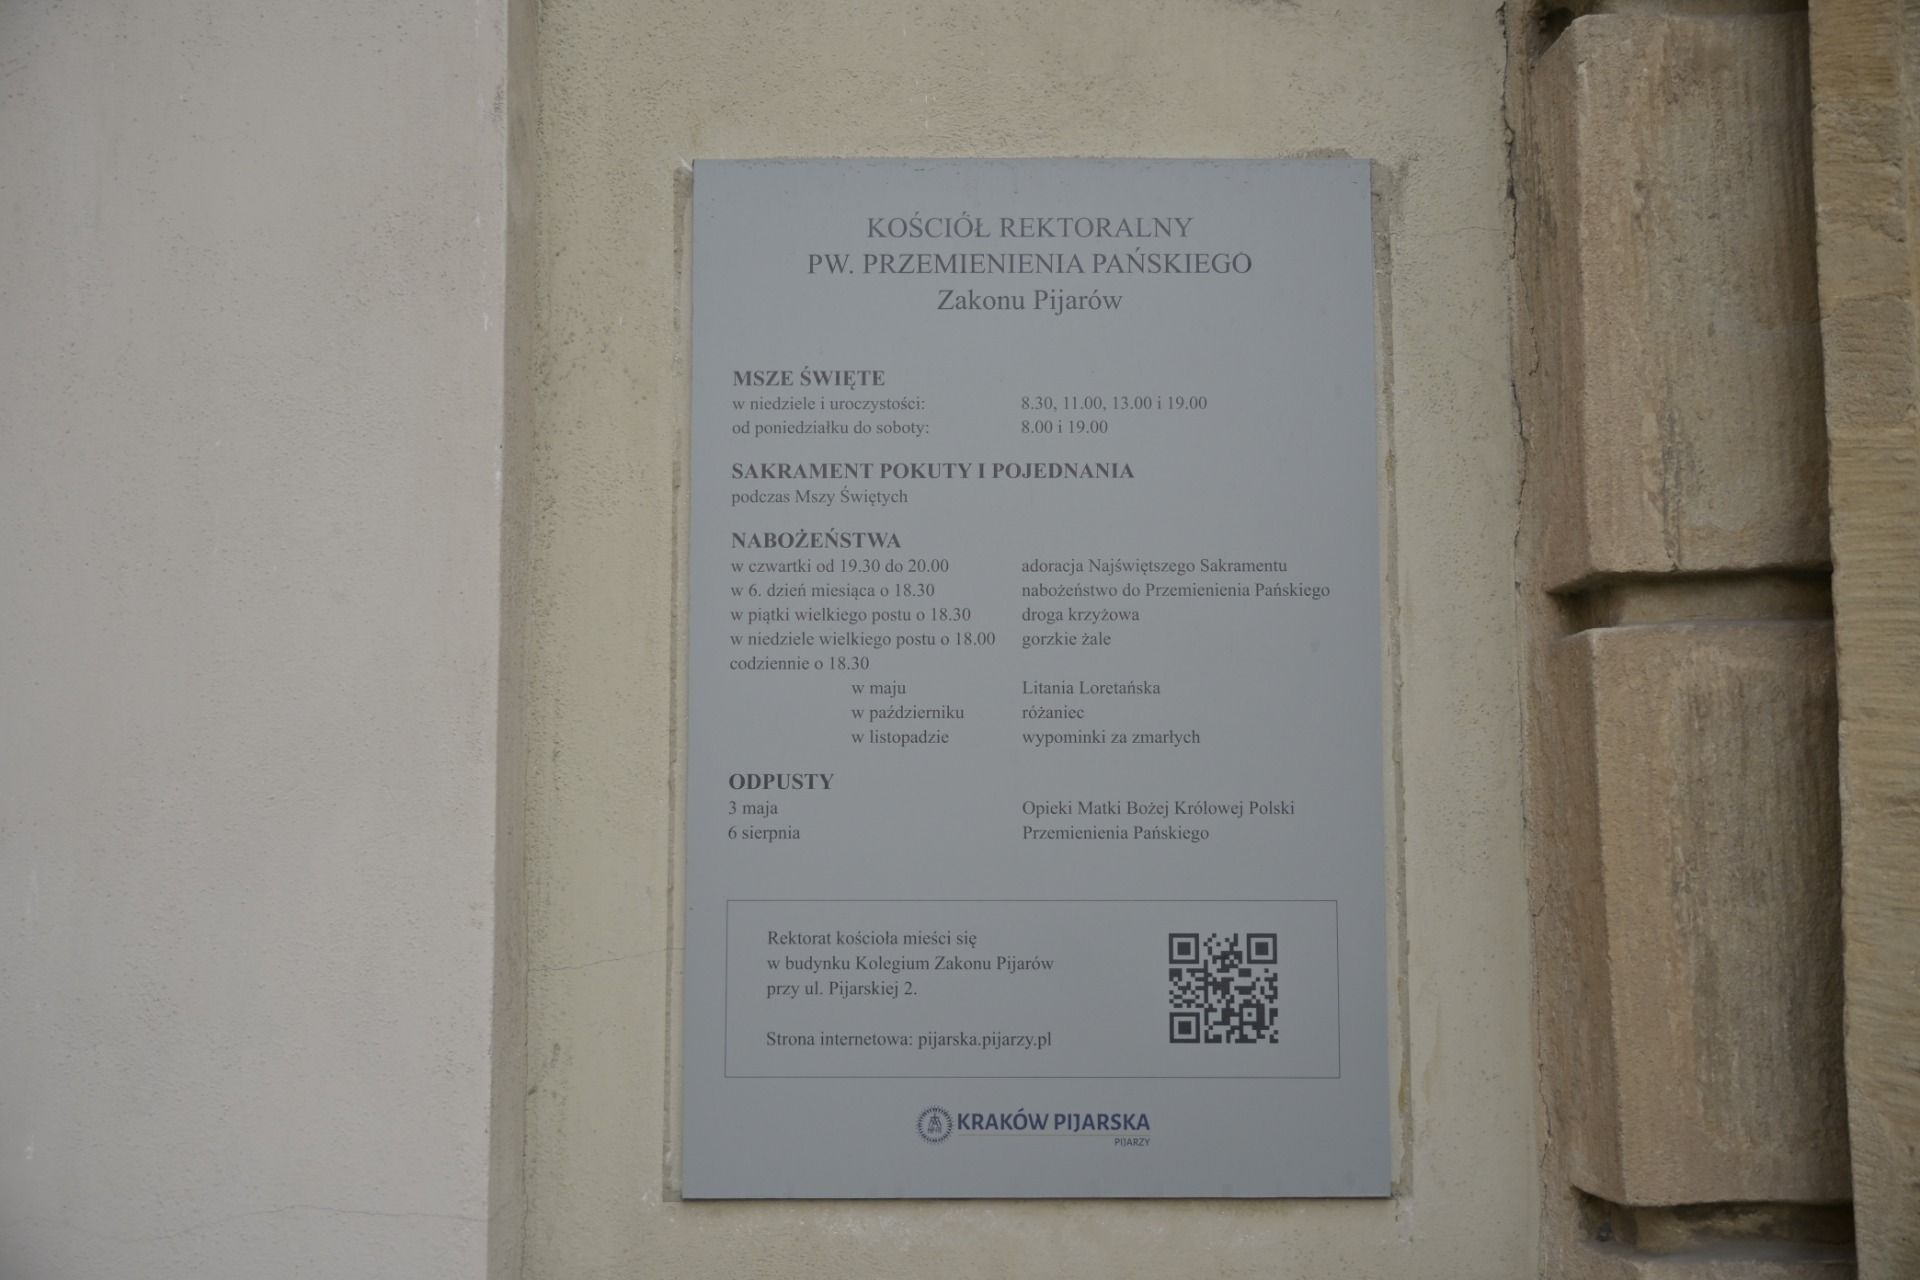 KOŚCIÓŁ REKTORALNY
PW. PRZEMIENIENIA PAŃSKIEGO
Zakonu Pijarów
MSZE ŚWIĘTE
w niedziele i uroczystości: 8.30, 11.00, 13.00 i 19.00
od poniedziałku do soboty: 8.00 i 19.00
SAKRAMENT POKUTY I POJEDNANIA
podczas Mszy Świętych
NABOŻEŃSTWA
w czwartki od 19.30 do 20.00 adoracja Najświętszego Sakramentu
w 6. dzień miesiąca o 18.30 nabożeństwo do Przemienienia Pańskiego
w piątki wielkiego postu o 18.30 droga krzyżowa
w niedziele wielkiego postu o 18.00 gorzkie żale
codziennie o 18.30
w maju Litania Loretańska
w październiku różaniec
w listopadzie wypominki za zmarłych
ODPUSTY
3 maja Opieki Matki Bożej Królowej Polski
6 sierpnia Przemienienia Pańskiego
Rektorat kościoła mieści się
w budynku Kolegium Zakonu Pijarów
przy ul. Pijarskiej 2.
Strona internetowa: pijarska.pijarzy.pl
KRAKÓW PIJARSKA
PIJARZY